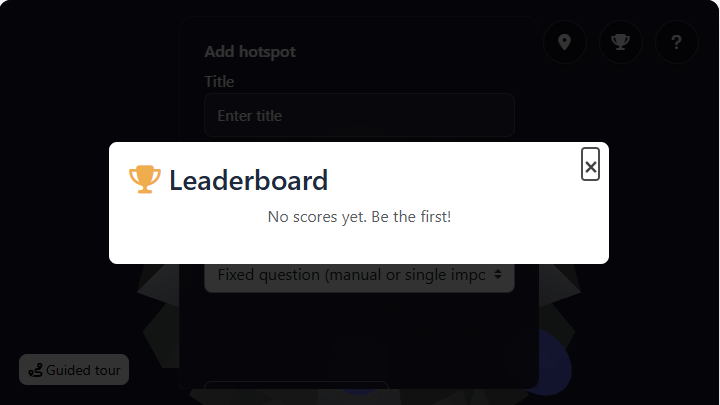 Add hotspot
Title
Enter title
?
Leaderboard
×
No scores yet. Be the first!
Fixed question (manual or single impc
Guided tour